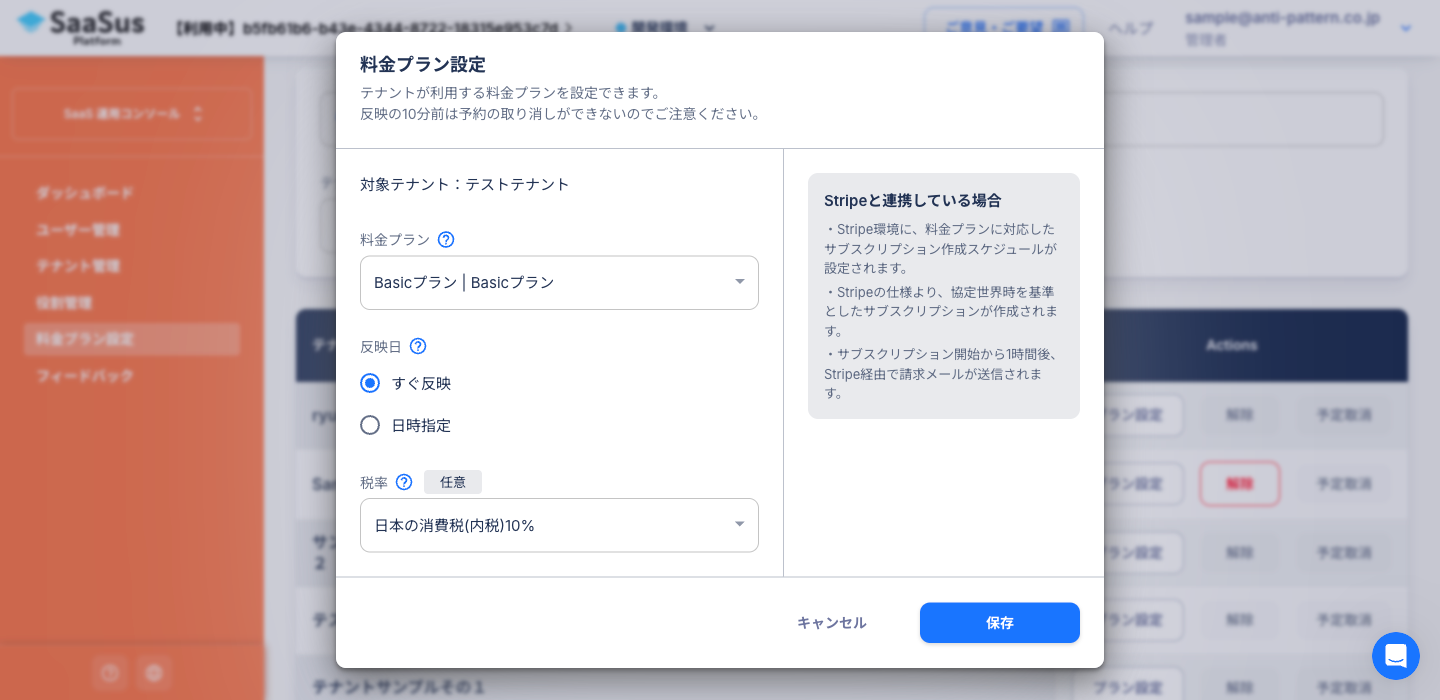 SaaSus
Platform
【利用中】b5fb61b6-b43e-4344-8722-18315e953c7d
開発環境
ご意見・ご要望
ヘルプ
sample@anti-pattern.co.jp
管理者
SaaS 運用コンソール
ダッシュボード
ユーザー管理
テナント管理
役割管理
料金プラン設定
フィードバック
料金プラン設定
テナントが利用する料金プランを設定できます。
反映の10分前は予約の取り消しができないのでご注意ください。
対象テナント：テストテナント
料金プラン
Basicプラン | Basicプラン
反映日
すぐ反映
日時指定
税率
任意
日本の消費税(内税)10%
Stripeと連携している場合
・Stripe環境に、料金プランに対応した
サブスクリプション作成スケジュールが
設定されます。
・Stripeの仕様より、協定世界時を基準
としたサブスクリプションが作成されま
す。
・サブスクリプション開始から1時間後、
Stripe経由で請求メールが送信されま
す。
キャンセル
保存
Actions
プラン設定 解除 予定取消
プラン設定 解除 予定取消
プラン設定 解除 予定取消
プラン設定 解除 予定取消
テナントサンプルその１
プラン設定 解除 予定取消